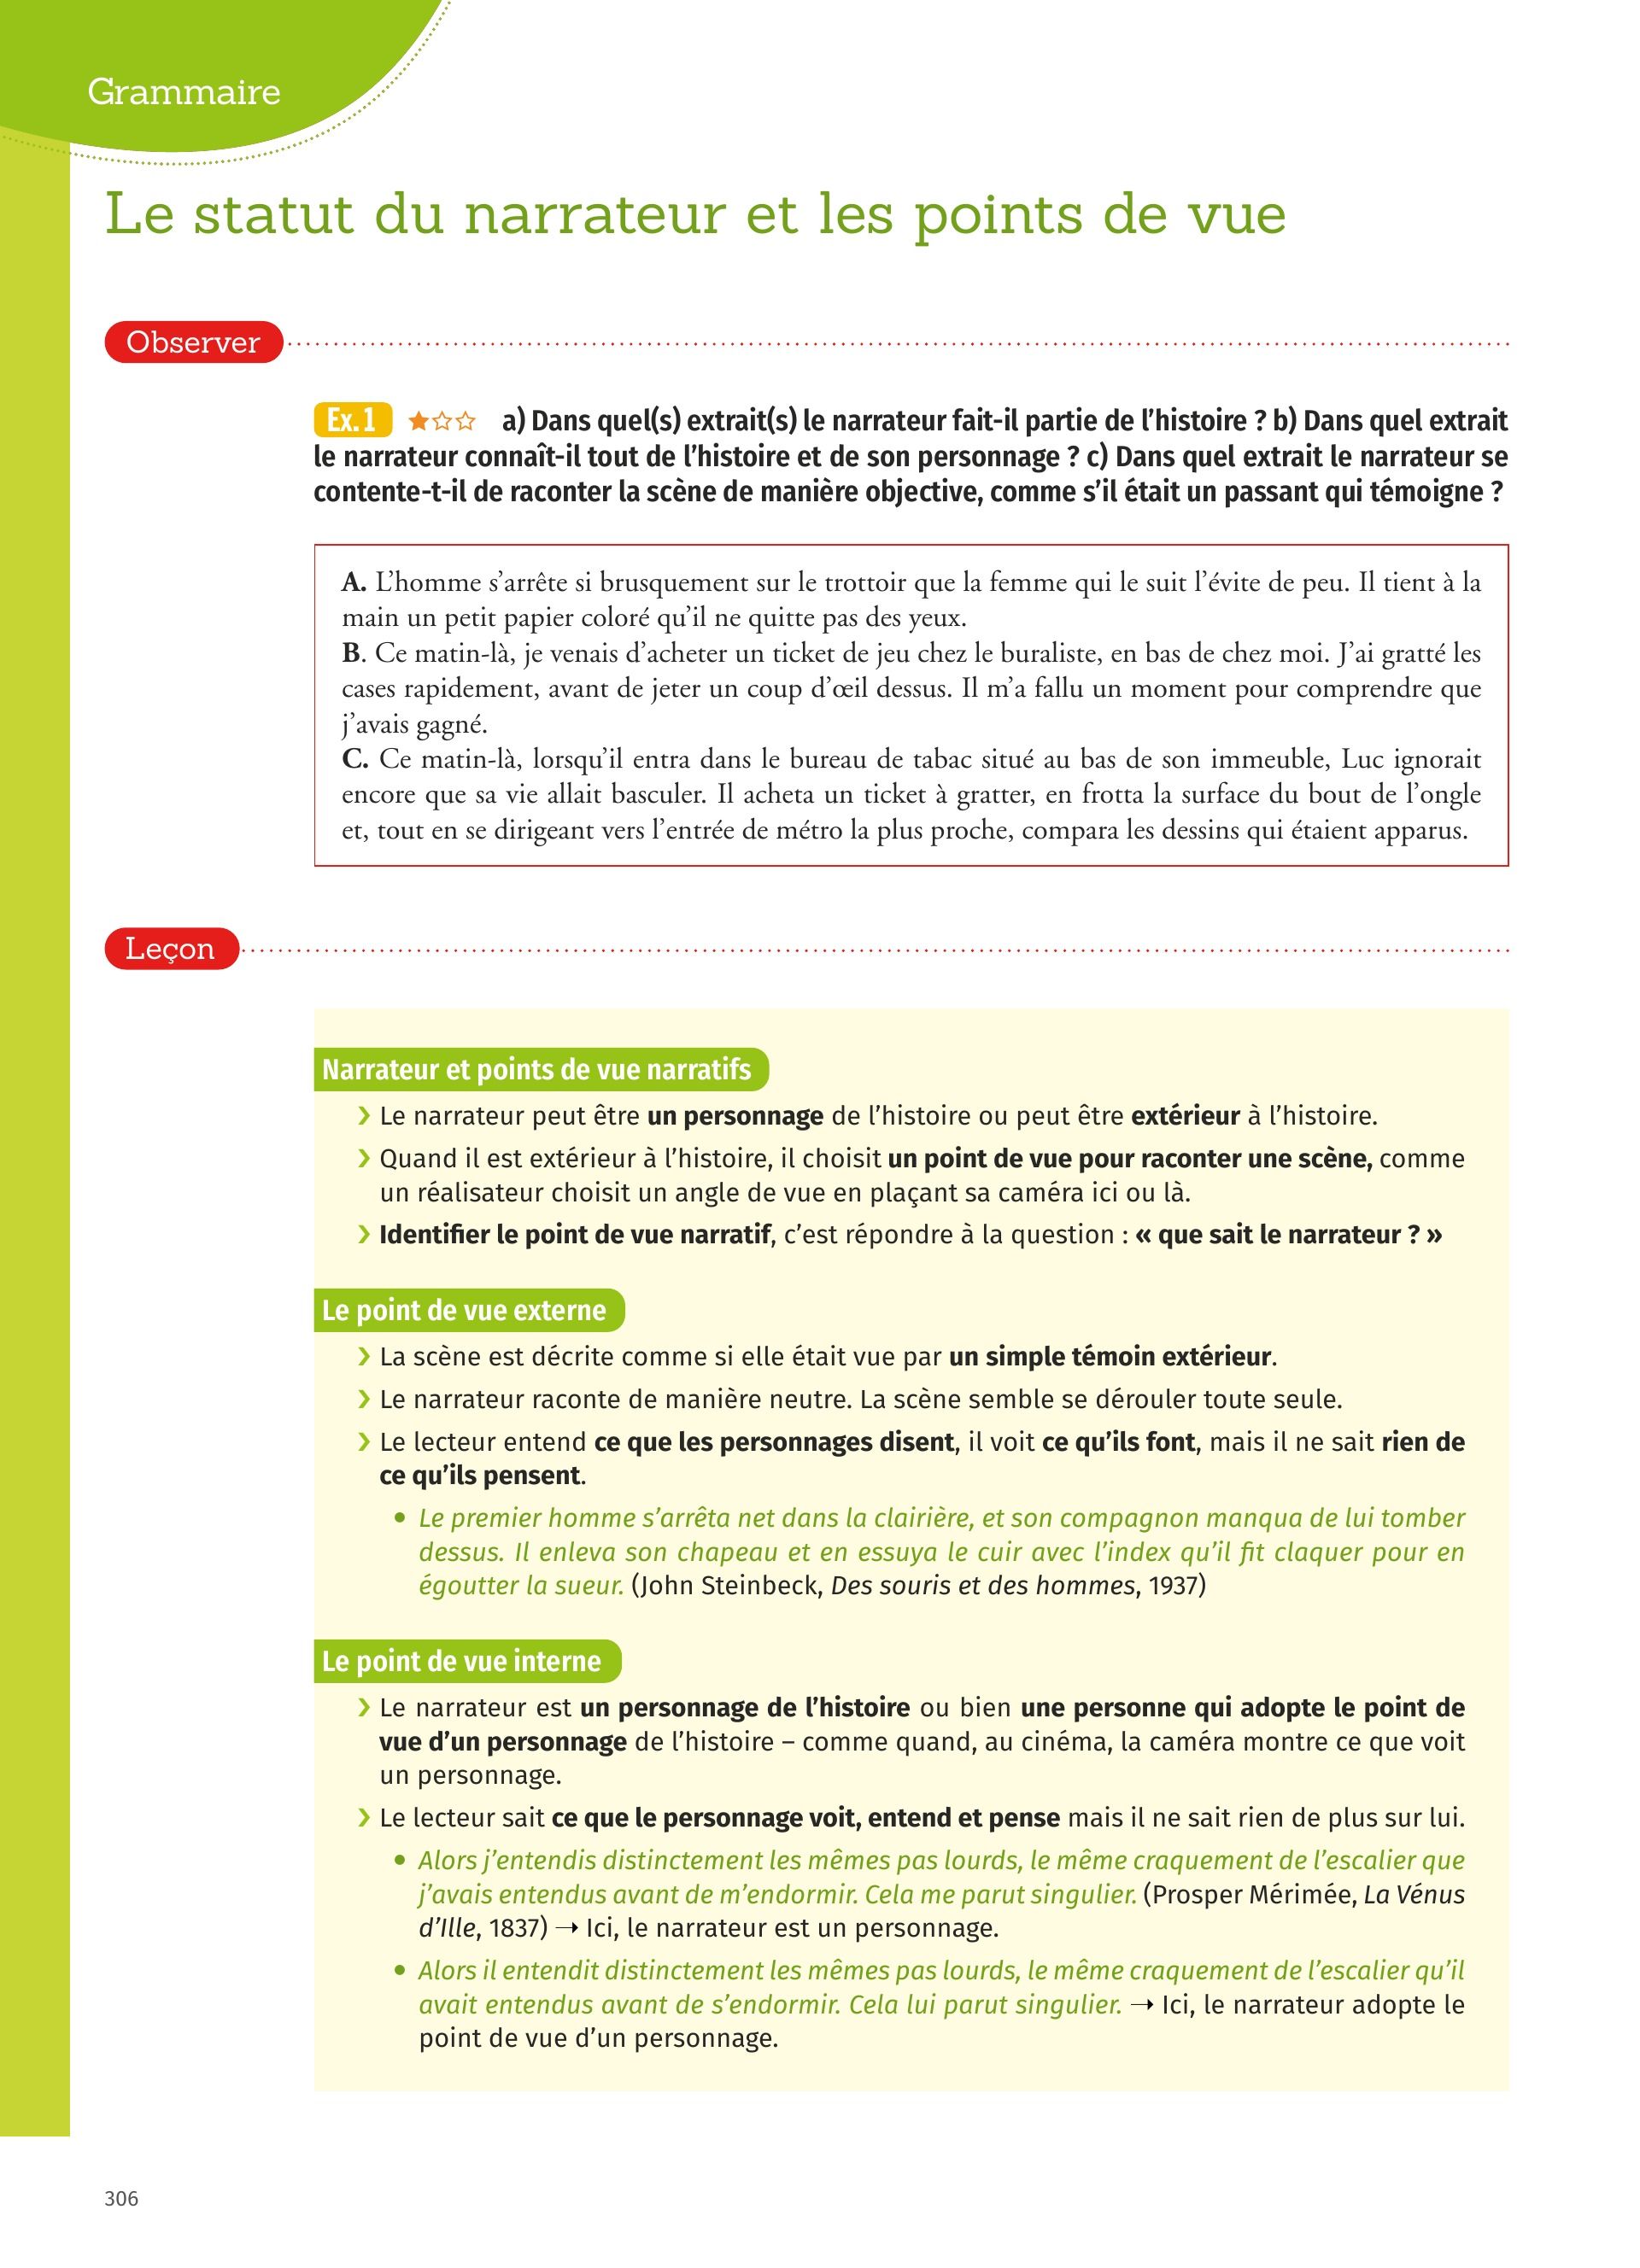 Grammaire
Le statut du narrateur et les points de vue
Observer
Ex. 1 ★☆☆ a) Dans quel(s) extrait(s) le narrateur fait-il partie de l’histoire ? b) Dans quel extrait
le narrateur connaît-il tout de l’histoire et de son personnage ? c) Dans quel extrait le narrateur se
contente-t-il de raconter la scène de manière objective, comme s’il était un passant qui témoigne ?
A. L’homme s’arrête si brusquement sur le trottoir que la femme qui le suit l’évite de peu. Il tient à la
main un petit papier coloré qu’il ne quitte pas des yeux.
B. Ce matin-là, je venais d’acheter un ticket de jeu chez le buraliste, en bas de chez moi. J’ai gratté les
cases rapidement, avant de jeter un coup d’œil dessus. Il m’a fallu un moment pour comprendre que
j’avais gagné.
C. Ce matin-là, lorsqu’il entra dans le bureau de tabac situé au bas de son immeuble, Luc ignorait
encore que sa vie allait basculer. Il acheta un ticket à gratter, en frotta la surface du bout de l’ongle
et, tout en se dirigeant vers l’entrée de métro la plus proche, compara les dessins qui étaient apparus.
Leçon
Narrateur et points de vue narratifs
› Le narrateur peut être un personnage de l’histoire ou peut être extérieur à l’histoire.
› Quand il est extérieur à l’histoire, il choisit un point de vue pour raconter une scène, comme
un réalisateur choisit un angle de vue en plaçant sa caméra ici ou là.
› Identifier le point de vue narratif, c’est répondre à la question : « que sait le narrateur ? »
Le point de vue externe
› La scène est décrite comme si elle était vue par un simple témoin extérieur.
› Le narrateur raconte de manière neutre. La scène semble se dérouler toute seule.
› Le lecteur entend ce que les personnages disent, il voit ce qu’ils font, mais il ne sait rien de
ce qu’ils pensent.
• Le premier homme s’arrêta net dans la clairière, et son compagnon manqua de lui tomber
dessus. Il enleva son chapeau et en essuya le cuir avec l’index qu’il fit claquer pour en
égoutter la sueur. (John Steinbeck, Des souris et des hommes, 1937)
Le point de vue interne
› Le narrateur est un personnage de l’histoire ou bien une personne qui adopte le point de
vue d’un personnage de l’histoire – comme quand, au cinéma, la caméra montre ce que voit
un personnage.
› Le lecteur sait ce que le personnage voit, entend et pense mais il ne sait rien de plus sur lui.
• Alors j’entendis distinctement les mêmes pas lourds, le même craquement de l’escalier que
j’avais entendus avant de m’endormir. Cela me parut singulier. (Prosper Mérimée, La Vénus
d’Ille, 1837) → Ici, le narrateur est un personnage.
• Alors il entendit distinctement les mêmes pas lourds, le même craquement de l’escalier qu’il
avait entendus avant de s’endormir. Cela lui parut singulier. → Ici, le narrateur adopte le
point de vue d’un personnage.
306